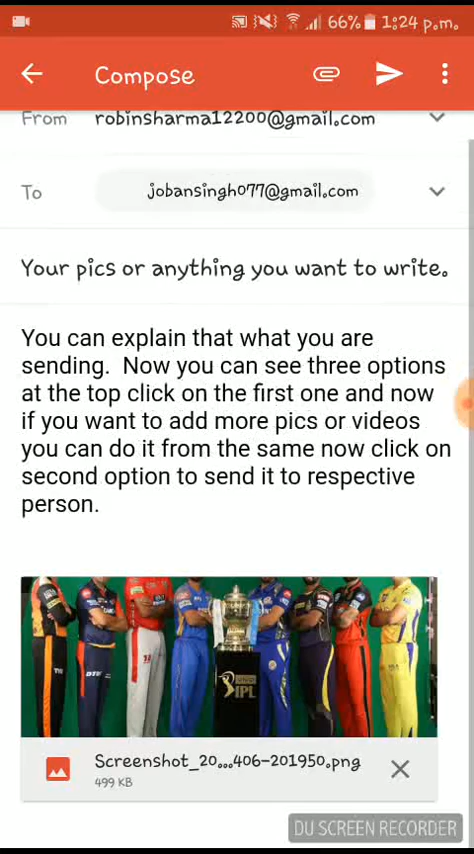 66% 1:24 p.m.
Compose
From robinsharma12200@gmail.com
To jobansingh077@gmail.com
Your pics or anything you want to write.
You can explain that what you are
sending. Now you can see three options
at the top click on the first one and now
if you want to add more pics or videos
you can do it from the same now click on
second option to send it to respective
person.
IPL
Screenshot_20...406-201950.png
499 KB
DU SCREEN RECORDER